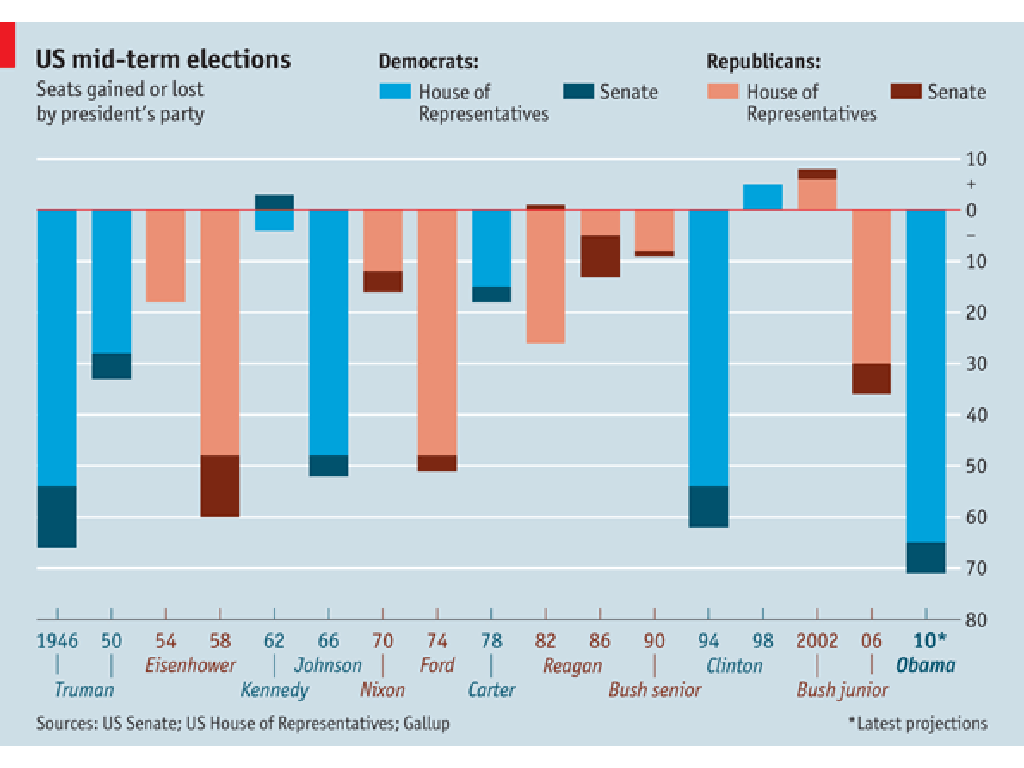 US mid-term elections
Seats gained or lost
by president's party
Democrats:
House of
Representatives
Senate
Republicans:
House of
Representatives
Senate
10
+
0
–
10
20
30
40
50
60
70
80
1946 50 54 58 62 66 70 74 78 82 86 90 94 98 2002 06 10*
Eisenhower Johnson Ford Reagan Clinton Obama
Truman Kennedy Nixon Carter Bush senior Bush junior
Sources: US Senate; US House of Representatives; Gallup
*Latest projections